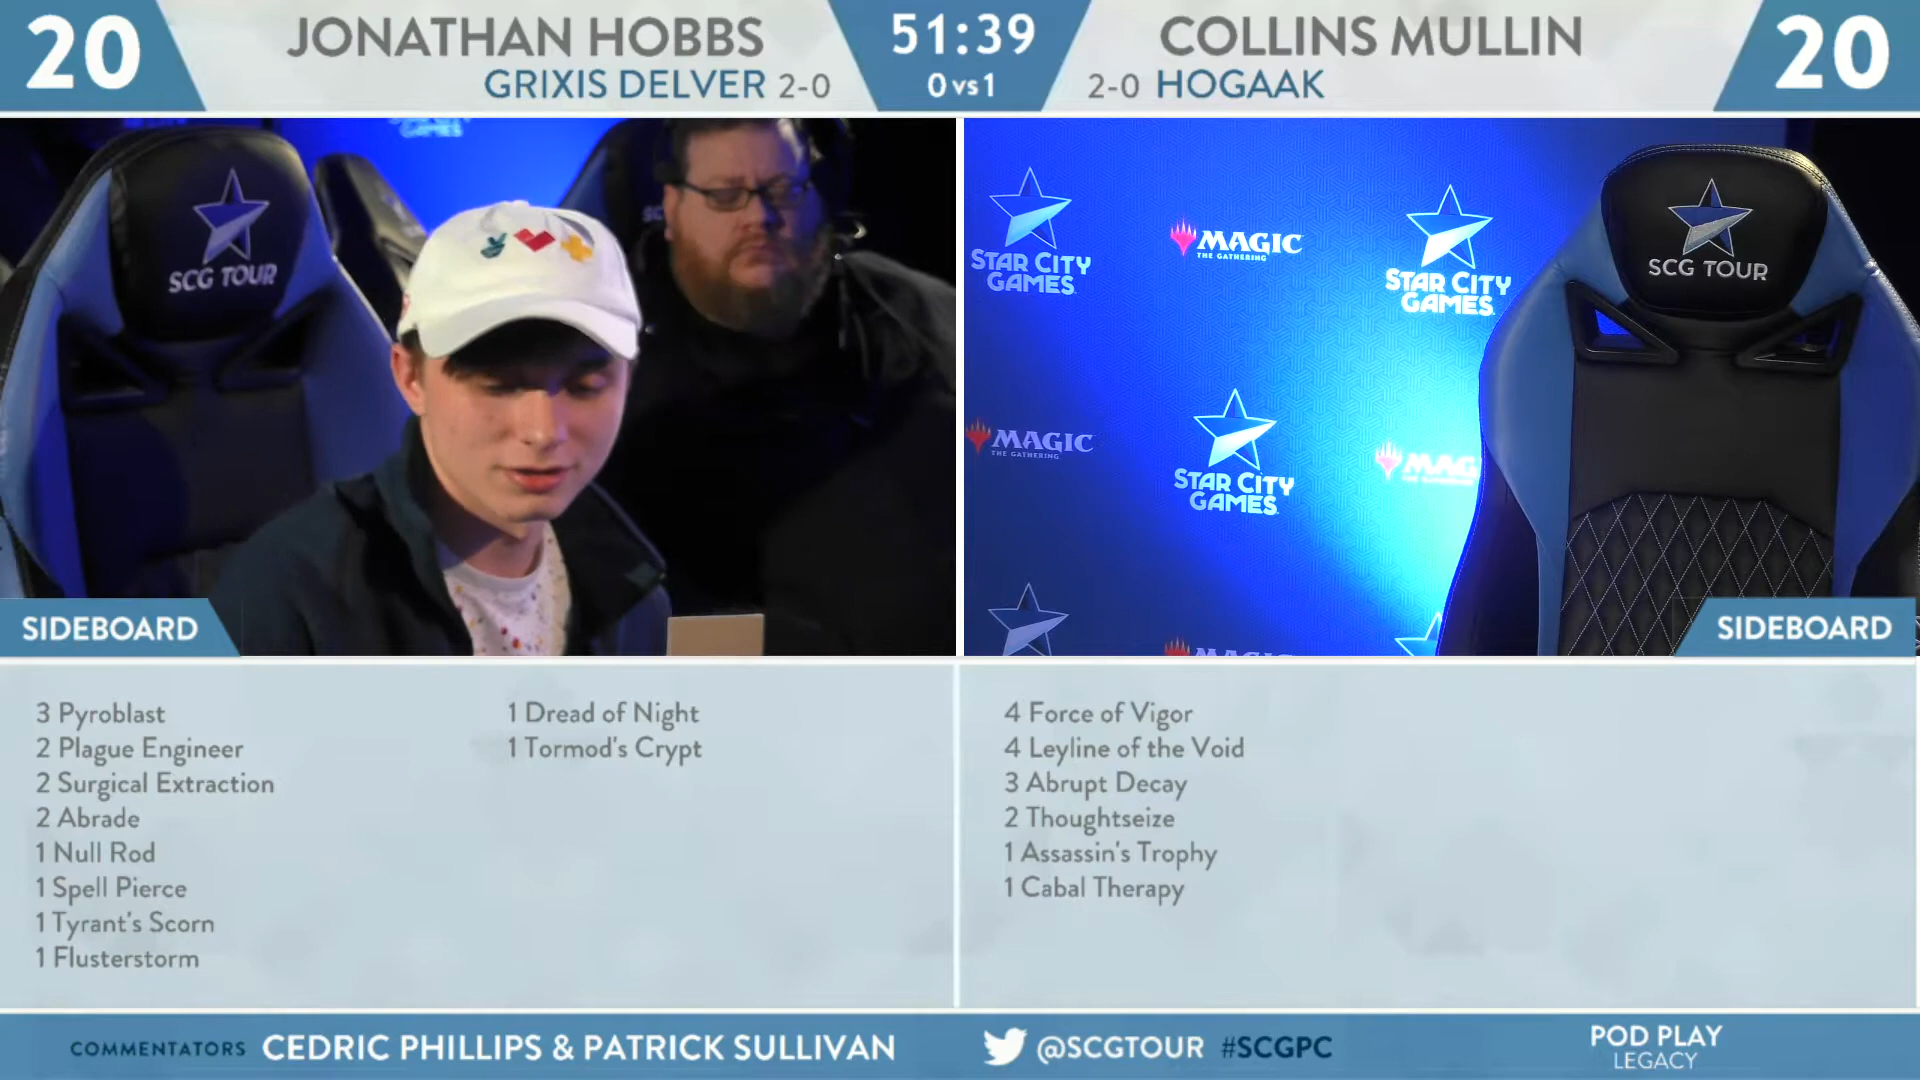 20
JONATHAN HOBBS
GRIXIS DELVER 2-0
51:39
0 vs 1
COLLINS MULLIN
2-0 HOGAAK
20
GAMES
SCG TOUR
STAR CITY
GAMES
MAGIC
THE GATHERING
STAR CITY
GAMES
SCG TOUR
MAGIC
THE GATHERING
STAR CITY
GAMES
MAG
MAGIC
SIDEBOARD
SIDEBOARD
3 Pyroblast
2 Plague Engineer
2 Surgical Extraction
2 Abrade
1 Null Rod
1 Spell Pierce
1 Tyrant's Scorn
1 Flusterstorm
1 Dread of Night
1 Tormod's Crypt
4 Force of Vigor
4 Leyline of the Void
3 Abrupt Decay
2 Thoughtseize
1 Assassin's Trophy
1 Cabal Therapy
COMMENTATORS CEDRIC PHILLIPS & PATRICK SULLIVAN
@SCGTOUR #SCGPC
POD PLAY
LEGACY